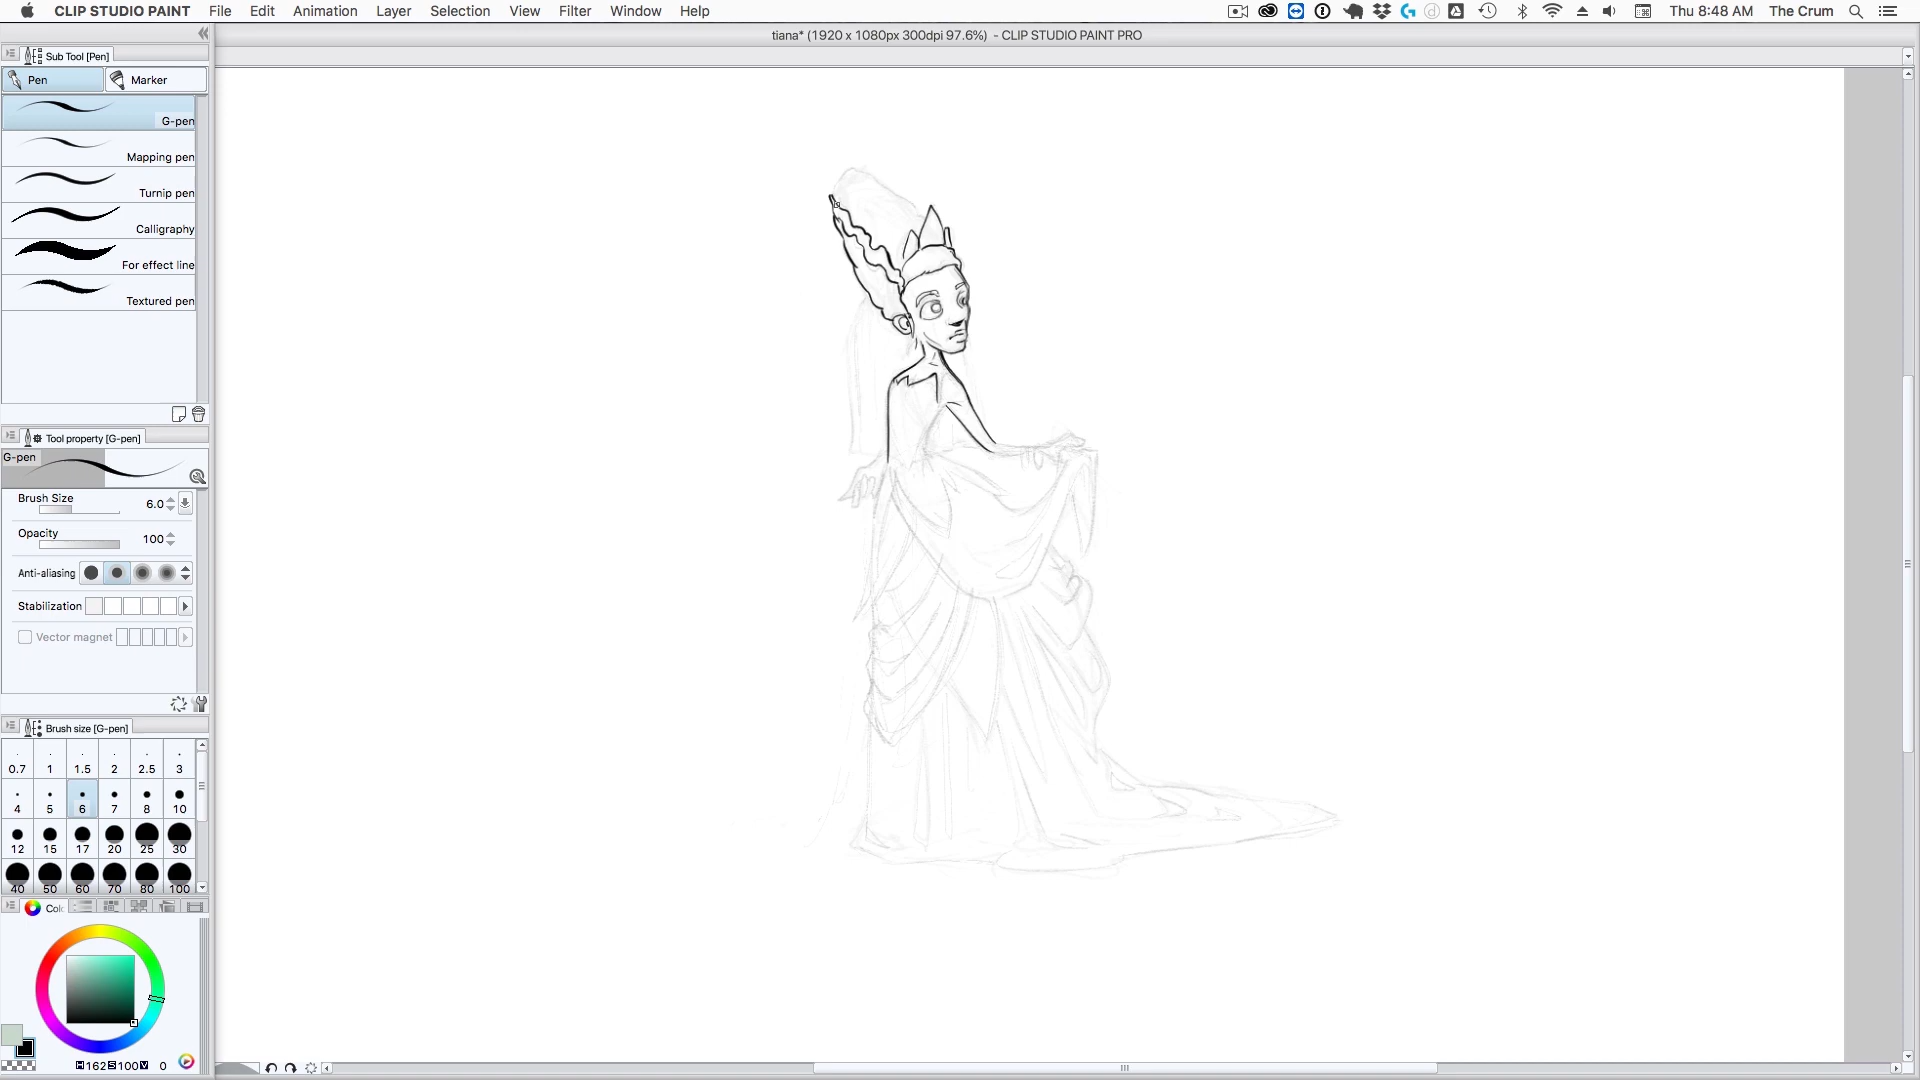 CLIP STUDIO PAINT File Edit Animation Layer Selection View Filter Window Help Thu 8:48 AM The Crum
tiana* (1920 x 1080px 300dpi 97.6%) - CLIP STUDIO PAINT PRO
Sub Tool [Pen]
Pen Marker
G-pen
Mapping pen
Turnip pen
Calligraphy
For effect line
Textured pen
Tool property [G-pen]
G-pen
Brush Size 6.0
Opacity 100
Anti-aliasing
Stabilization
Vector magnet
Brush size [G-pen]
0.7 1 1.5 2 2.5 3
4 5 6 7 8 10
12 15 17 20 25 30
40 50 60 70 80 100
Col
H 162 S 100 V 0